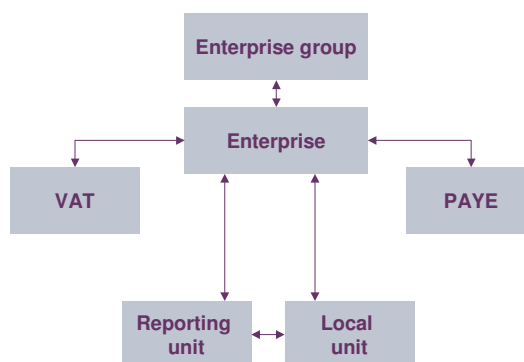 Enterprise group
Enterprise
VAT
PAYE
Reporting
unit
Local
unit